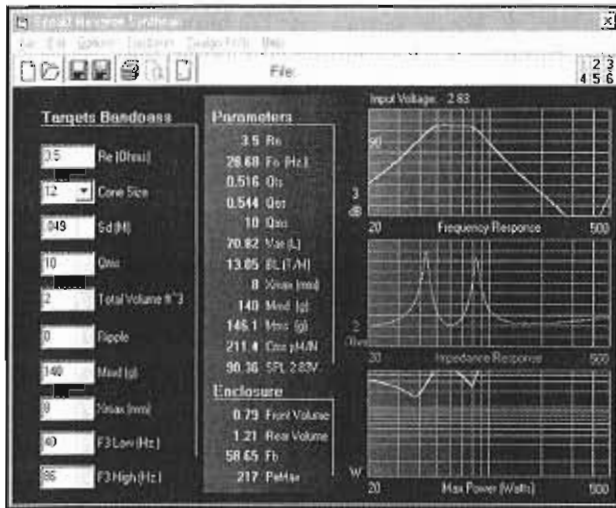 File:
1 2 3
4 5 6
Targets Bandpass
3.5 Re (Ohms)
12 Cone Size
.049 Sd (M)
10 Qms
2 Total Volume ft^3
0 Ripple
140 Mmd (g)
8 Xmax (mm)
40 F3 Low (Hz.)
86 F3 High (Hz.)
Parameters
3.5 Re
28.68 Fo (Hz.)
0.516 Qts
0.544 Qes
10 Qms
70.82 Vas (L)
13.05 BL (T/M)
8 Xmax (mm)
140 Mmd (g)
146.1 Mms (g)
211.4 Cms µM/N
90.36 SPL 2.83V
Enclosure
0.79 Front Volume
1.21 Rear Volume
58.65 Fb
217 PeMax
Input Voltage: 2.83
90
3
dB
20 Frequency Response 500
2
20 Impedance Response 500
W
20 Max Power (Watts) 500